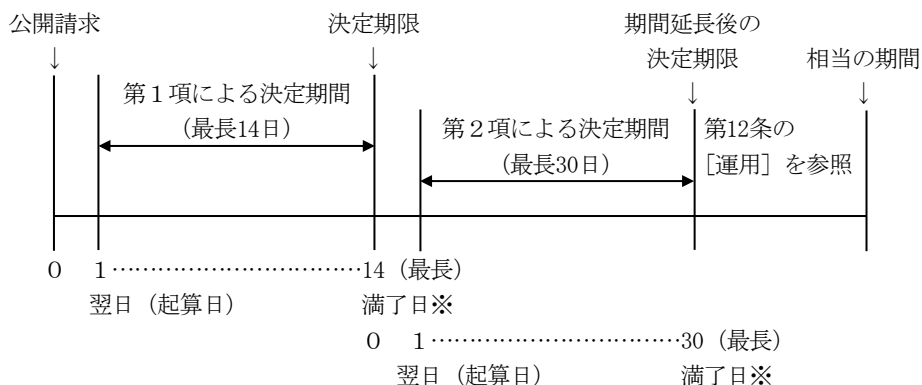 公開請求 決定期限 期間延長後の
決定期限 相当の期間
↓ ↓ ↓ ↓
第１項による決定期間
(最長14日)
第２項による決定期間
(最長30日)
第12条の
［運用］を参照
０ １……………………………14（最長）
翌日（起算日） 満了日※
０ １……………………………30（最長）
翌日（起算日） 満了日※